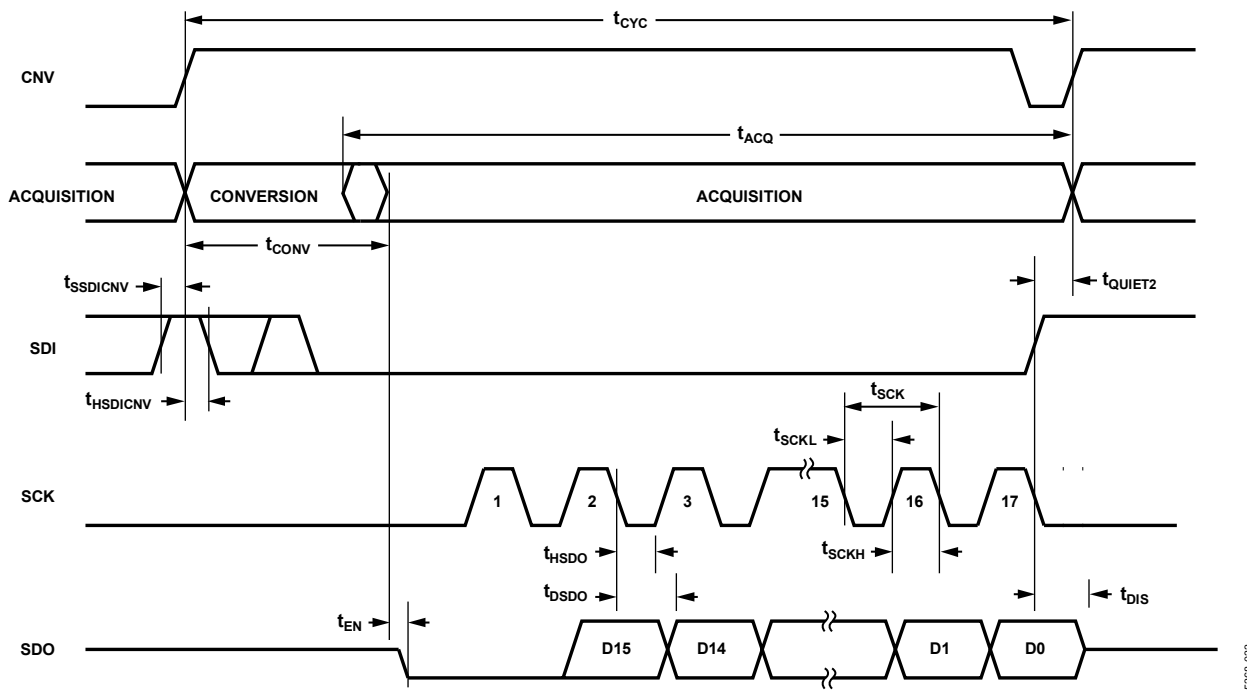 tCYC
CNV
tACQ
ACQUISITION
CONVERSION
ACQUISITION
tCONV
tSSDICNV
tQUIET2
SDI
tHSDICNV
tSCK
tSCKL
SCK
1
2
3
15
16
17
tHSDO
tSCKH
tDSDO
tDIS
tEN
SDO
D15
D14
D1
D0